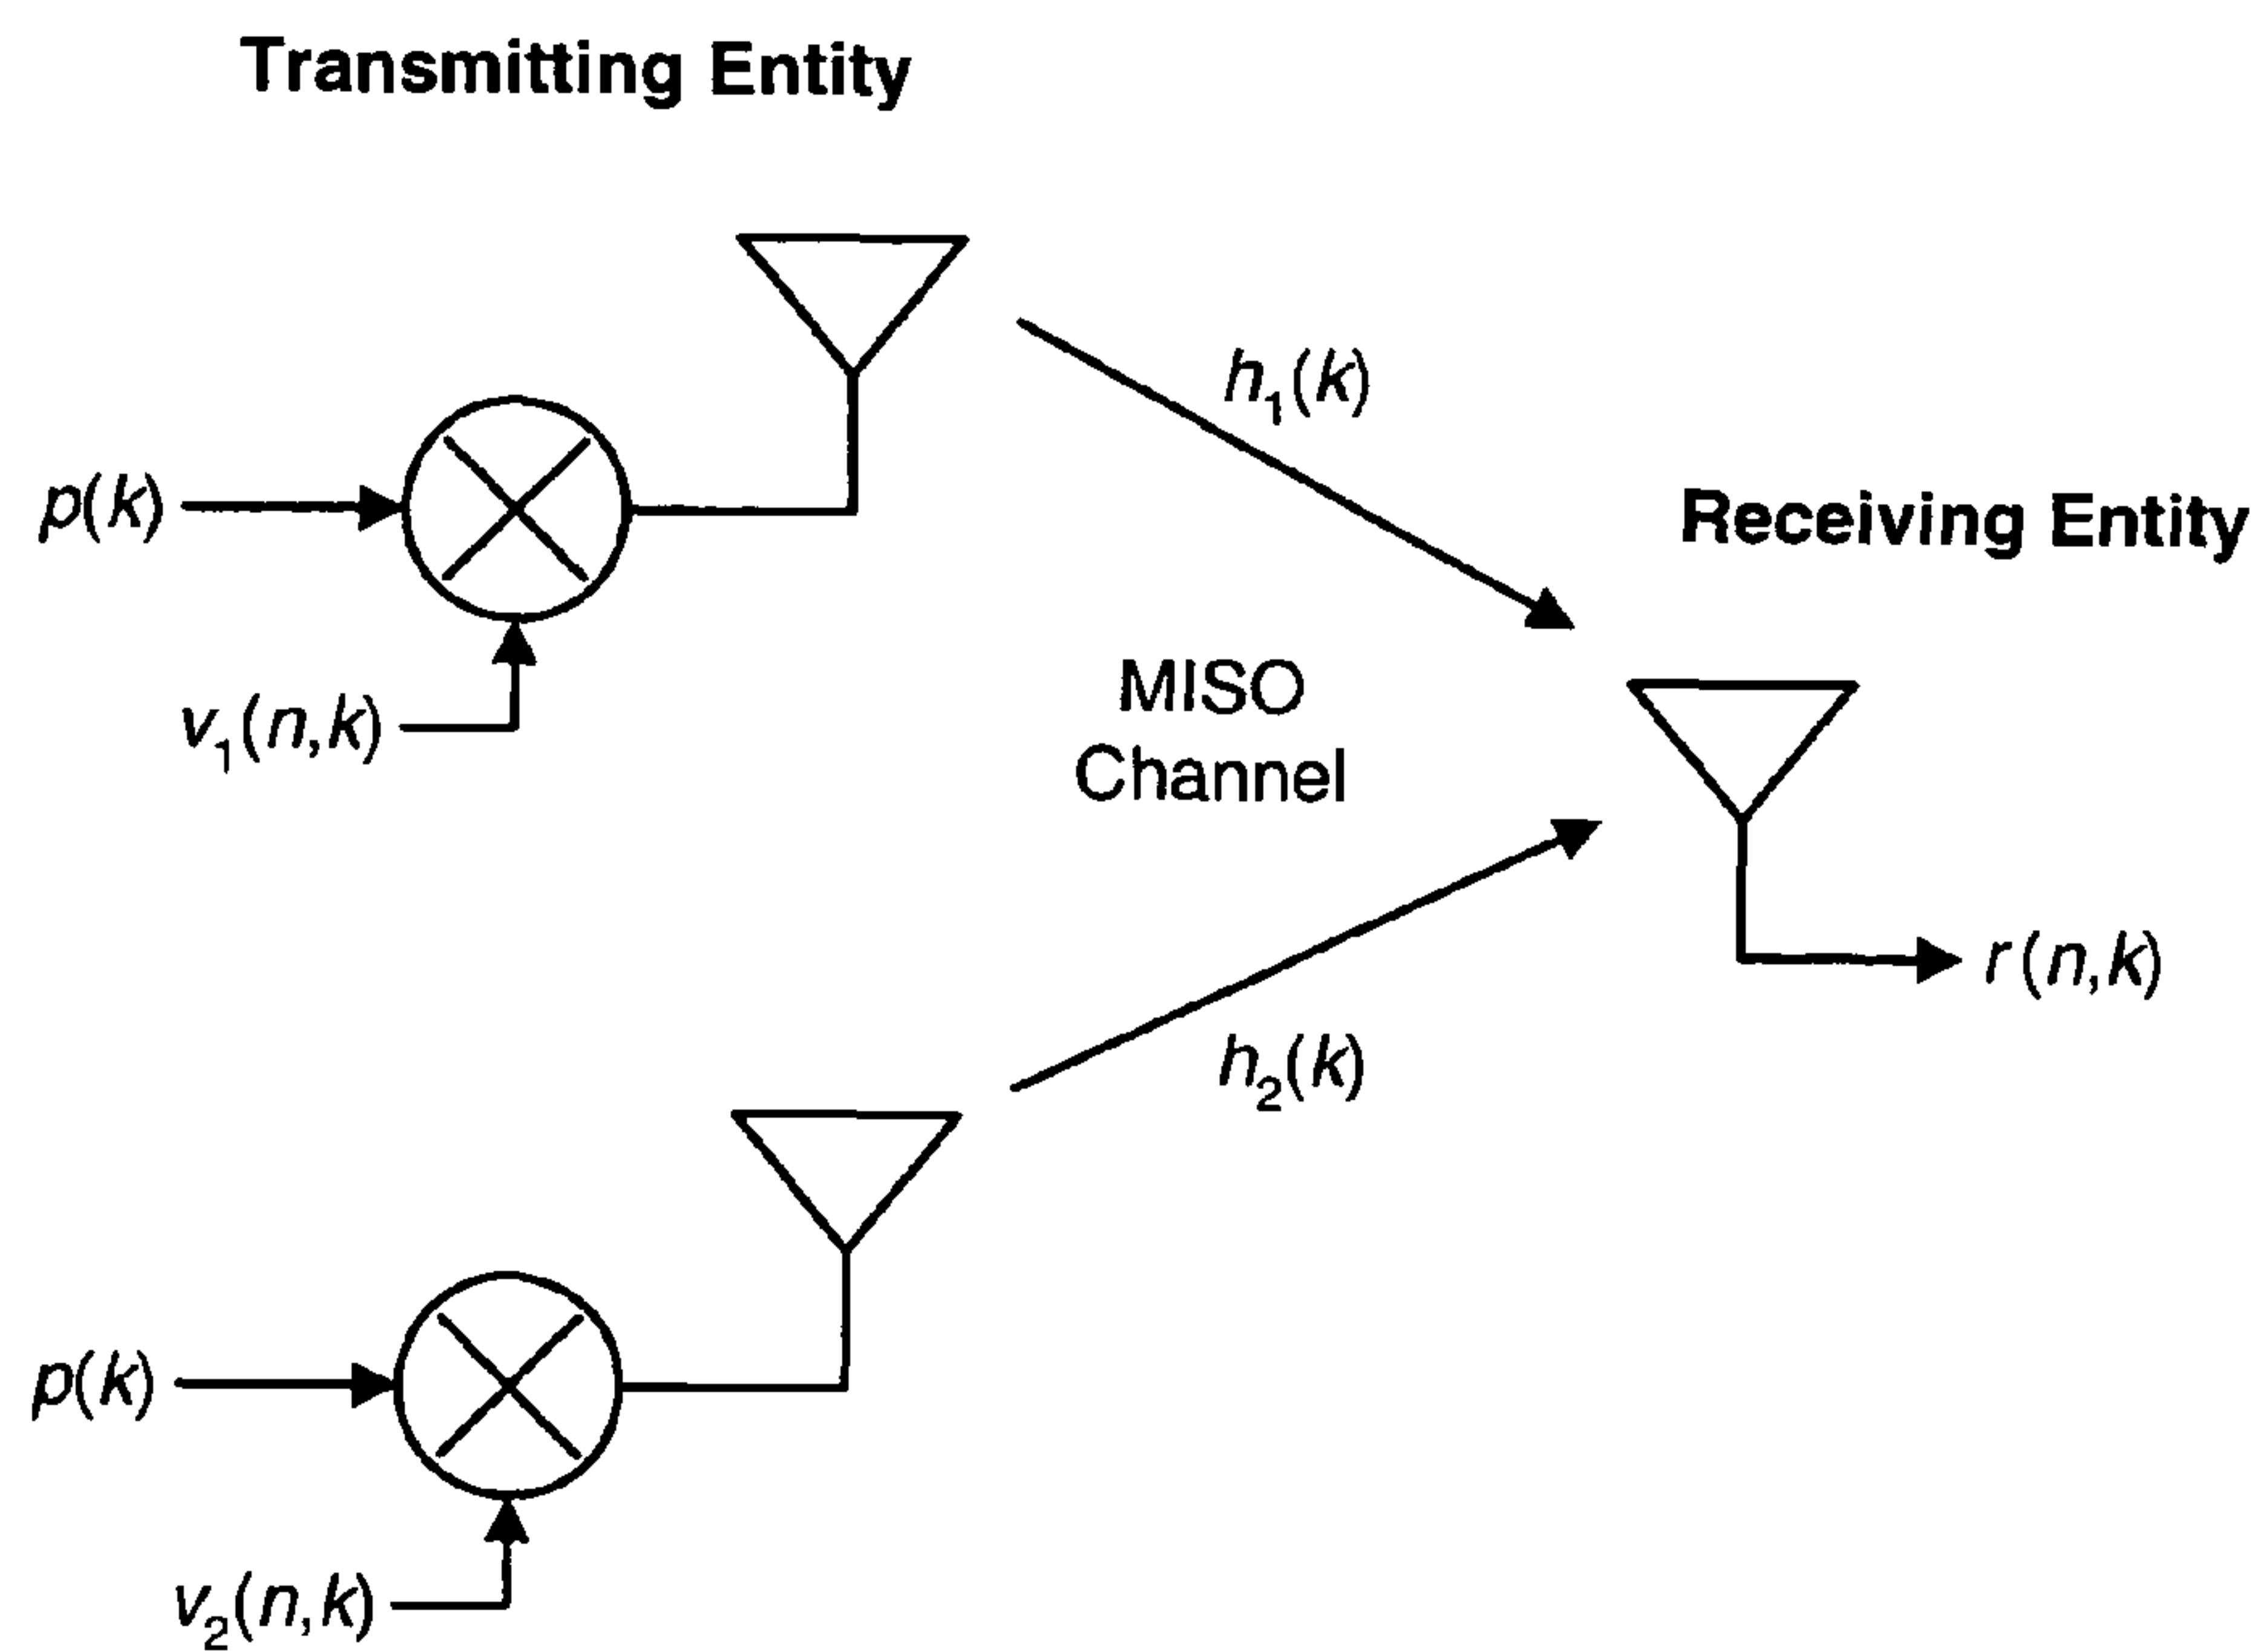 Transmitting Entity
h₁(k)
p(k)
Receiving Entity
v₁(n,k)
MISO
Channel
r(n,k)
h₂(k)
p(k)
v₂(n,k)